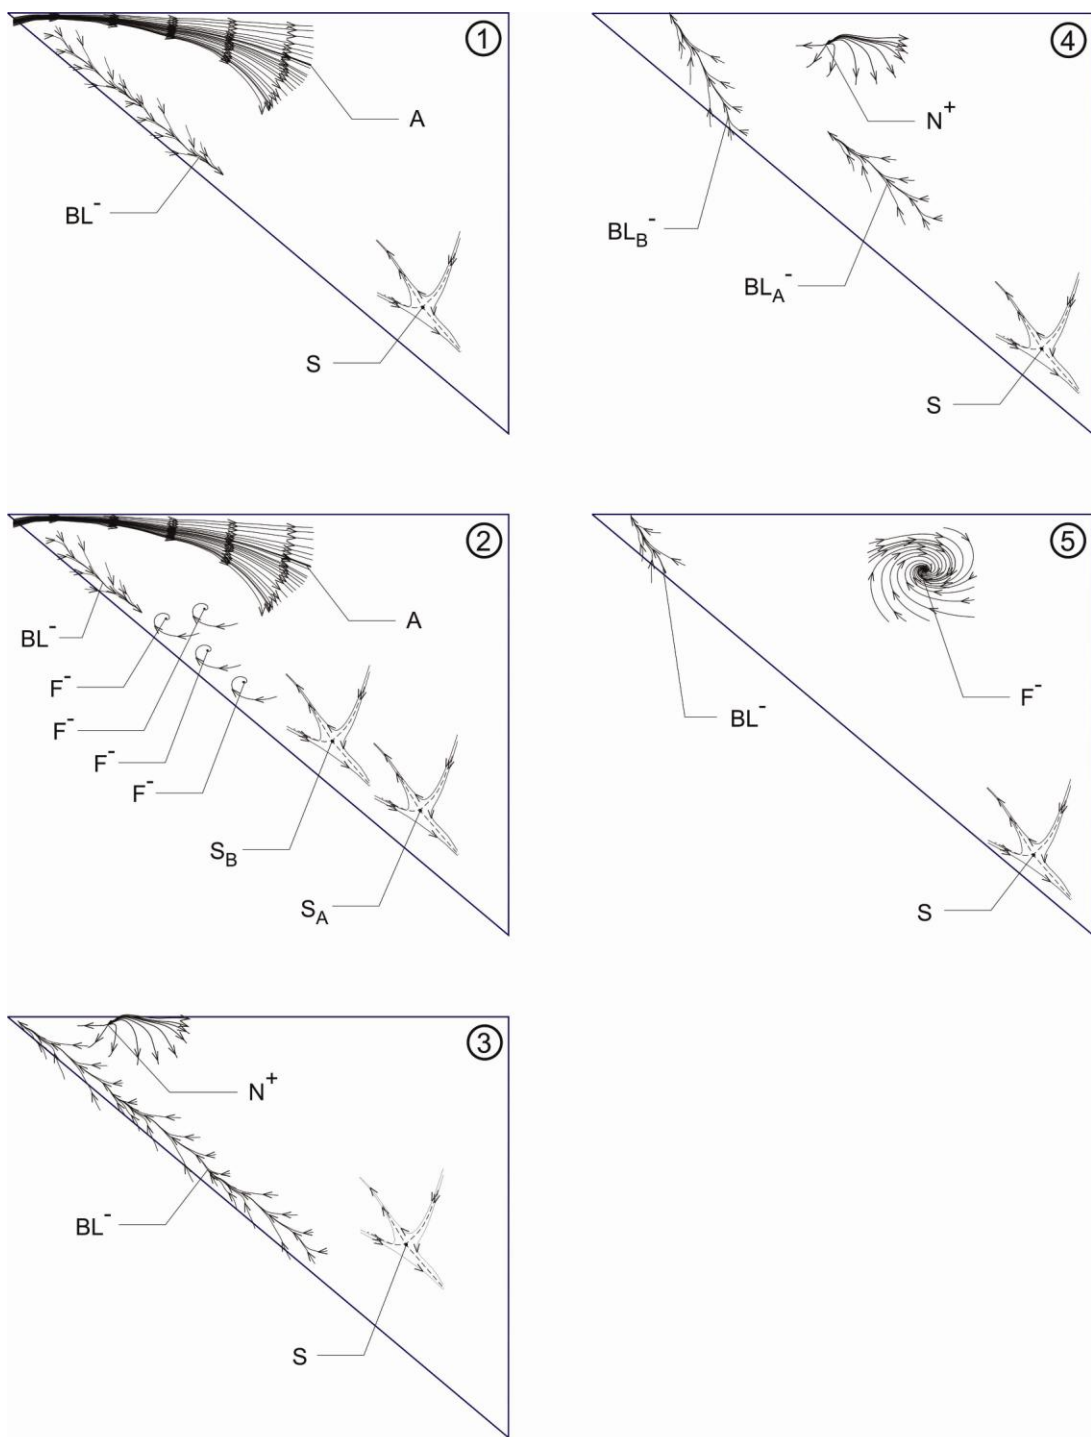 ①
A
BL⁻
S
②
A
BL⁻
F⁻
F⁻
F⁻
F⁻
S_B
S_A
③
N⁺
BL⁻
S
④
N⁺
BL_B⁻
BL_A⁻
S
⑤
F⁻
BL⁻
S